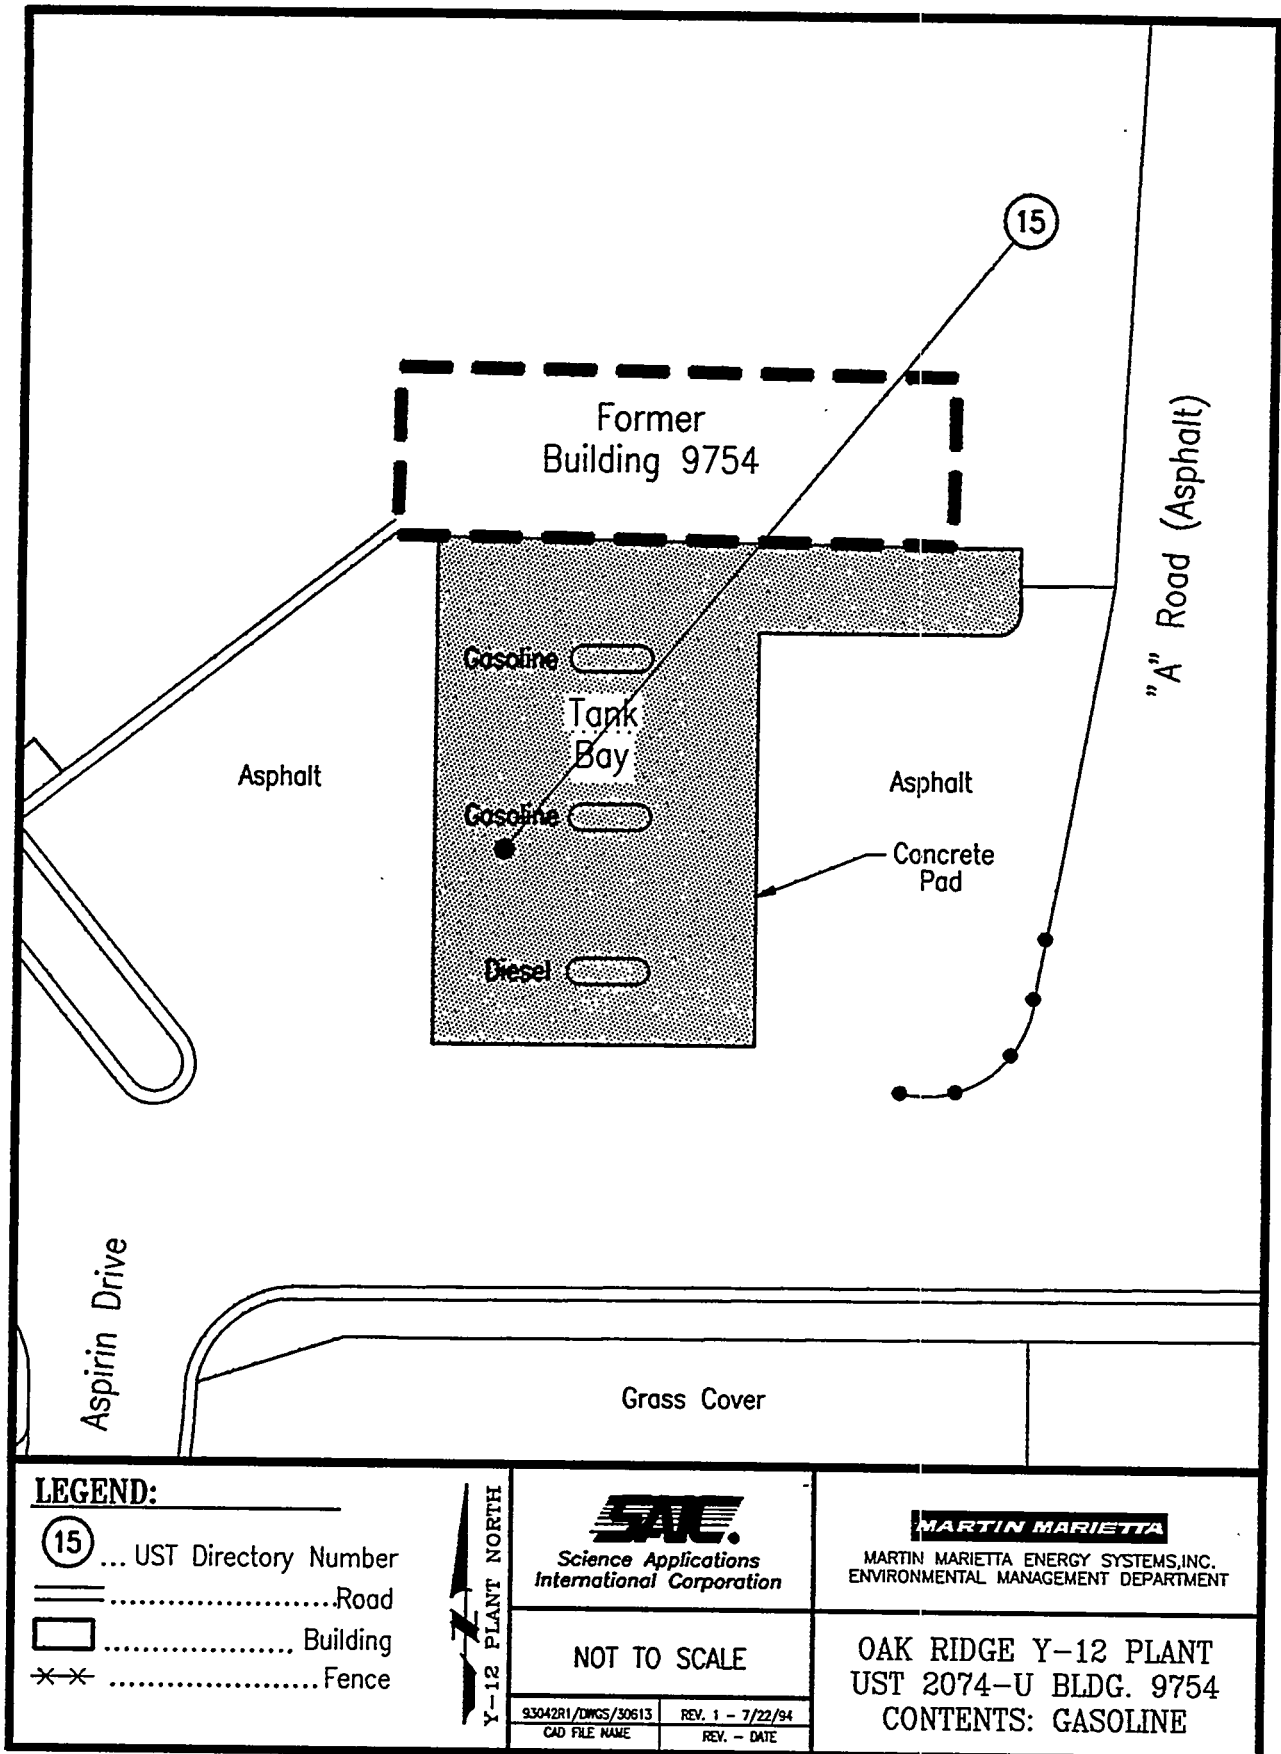 15
Former
Building 9754
"A" Road (Asphalt)
Gasoline
Tank
Bay
Asphalt
Asphalt
Gasoline
Concrete
Pad
Diesel
Aspirin Drive
Grass Cover
LEGEND:
15 ... UST Directory Number
.....................Road
.................. Building
....................Fence
Y-12 PLANT NORTH
SAIC.
Science Applications
International Corporation
NOT TO SCALE
93042R1/DWGS/30613
CAD FILE NAME
REV. 1 - 7/22/94
REV. - DATE
MARTIN MARIETTA
MARTIN MARIETTA ENERGY SYSTEMS,INC.
ENVIRONMENTAL MANAGEMENT DEPARTMENT
OAK RIDGE Y-12 PLANT
UST 2074-U BLDG. 9754
CONTENTS: GASOLINE